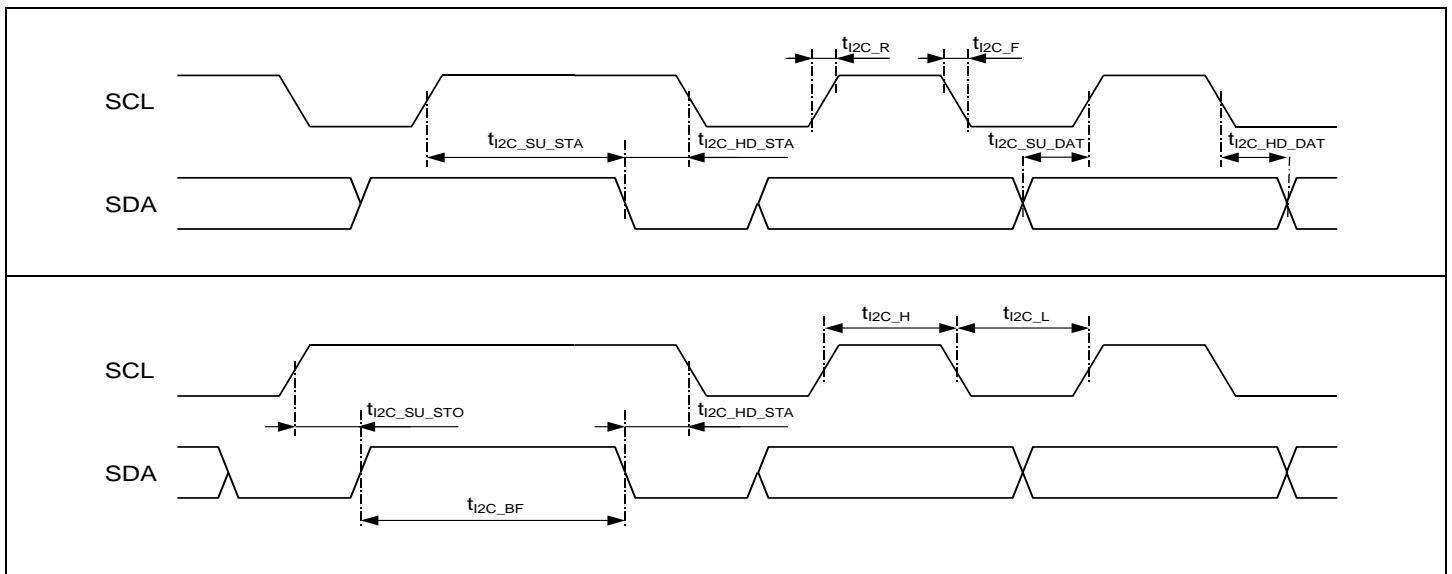 tI2C_R tI2C_F
SCL
tI2C_SU_STA tI2C_HD_STA tI2C_SU_DAT tI2C_HD_DAT
SDA
tI2C_H tI2C_L
SCL
tI2C_SU_STO tI2C_HD_STA
SDA
tI2C_BF